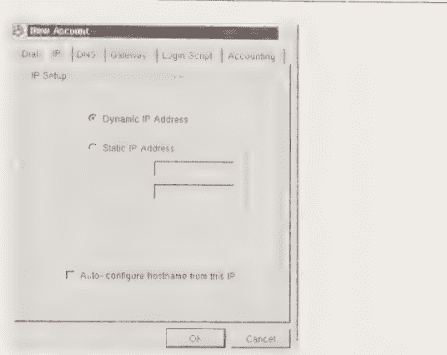 New Account
Dial IP DNS Gateway Login Script Accounting
IP Setup
Dynamic IP Address
Static IP Address
Auto-configure hostname from this IP
OK Cancel